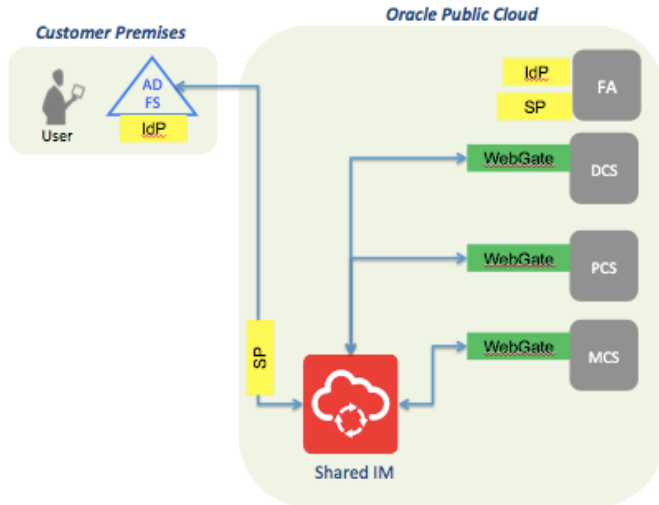 Oracle Public Cloud
Customer Premises
AD
FS
IdP
User
IdP
SP
FA
WebGate
DCS
WebGate
PCS
WebGate
MCS
SP
Shared IM